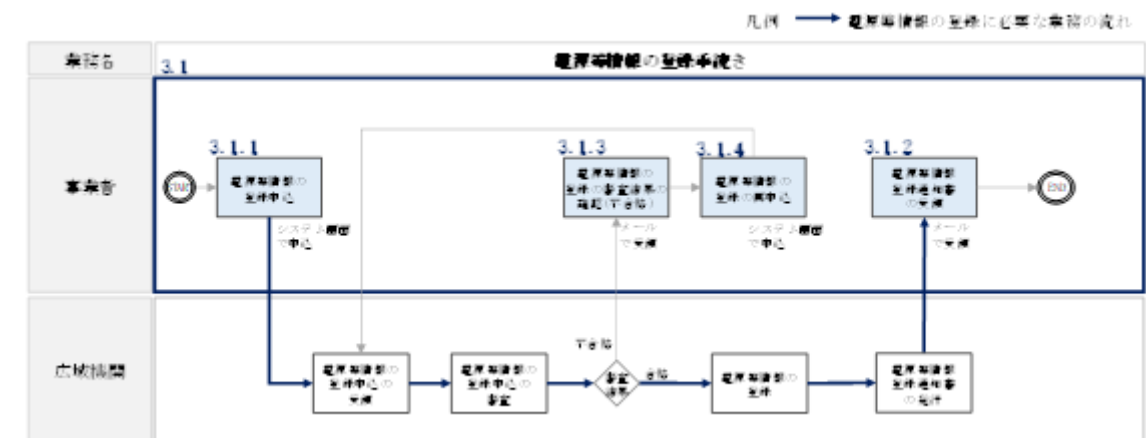 凡例 電源等情報の登録に必要な業務の流れ
業務名
電源等情報の登録手続き
3.1
事業者
START
3.1.1
電源等情報の
登録申込
システム画面
で申込
3.1.3
電源等情報の
登録の審査結果の
確認(不合格)
メール
で受領
3.1.4
電源等情報の
登録の再申込
システム画面
で申込
3.1.2
電源等情報の
登録通知書
の受領
メール
で受領
END
広域機関
電源等情報の
登録申込の
受領
電源等情報の
登録申込の
審査
不合格
審査
結果
合格
電源等情報の
登録
電源等情報
登録通知書
の発行